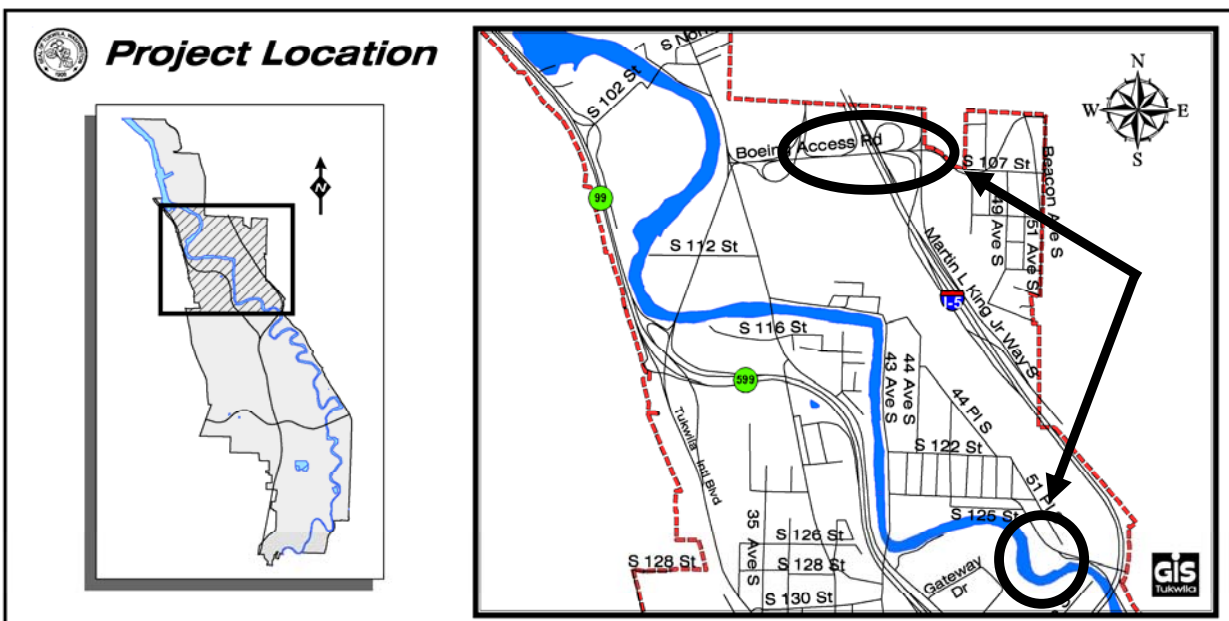 Project Location
N
N
W
E
S
S 102 St
S Nor
Boeing Access Rd
S 107 St
Beacon Ave S
49 Ave S
51 Ave S
99
S 112 St
Martin L King Jr Way S
I-5
S 116 St
599
43 Ave S
44 Ave S
44 Pl S
Tukwila Intl Blvd
S 122 St
51 Pl
S 125 St
35 Ave S
S 126 St
S 128 St
S 128 St
S 130 St
Gateway Dr
GIS
Tukwila